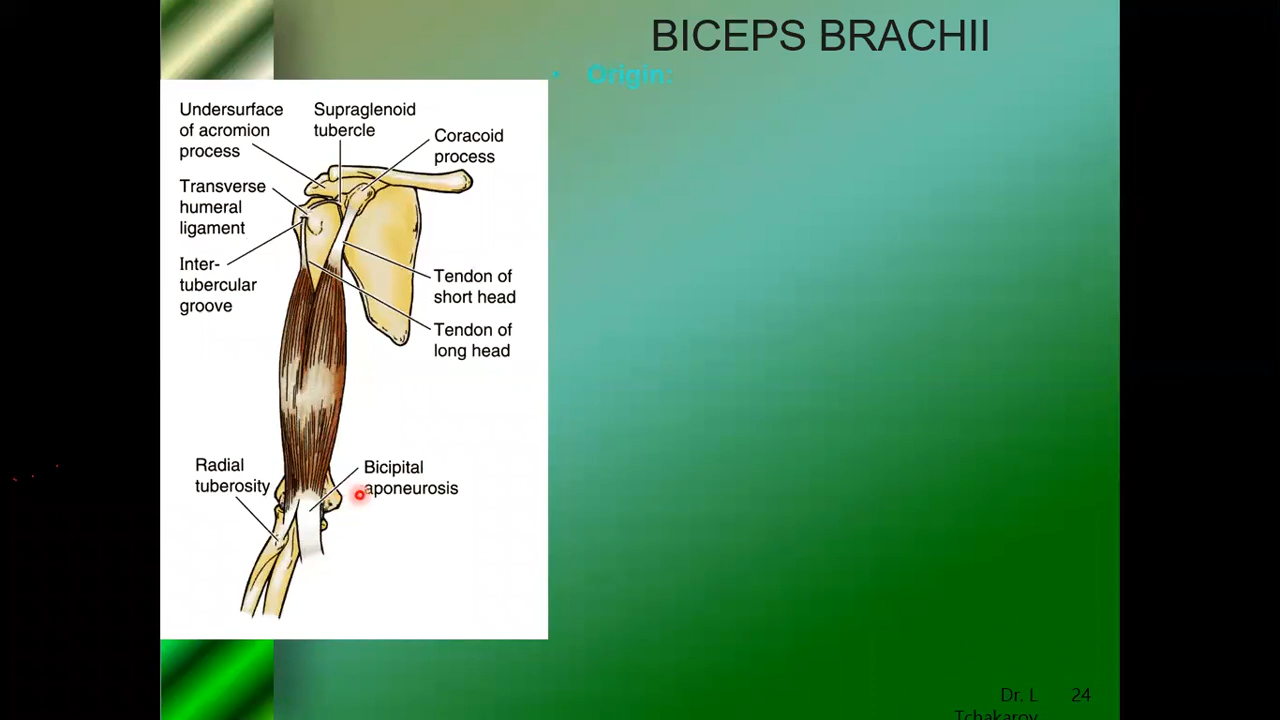 BICEPS BRACHII
• Origin:
Undersurface
of acromion
process
Supraglenoid
tubercle
Coracoid
process
Transverse
humeral
ligament
Inter-
tubercular
groove
Tendon of
short head
Tendon of
long head
Radial
tuberosity
Bicipital
aponeurosis
Dr. L
Tchakarov
24